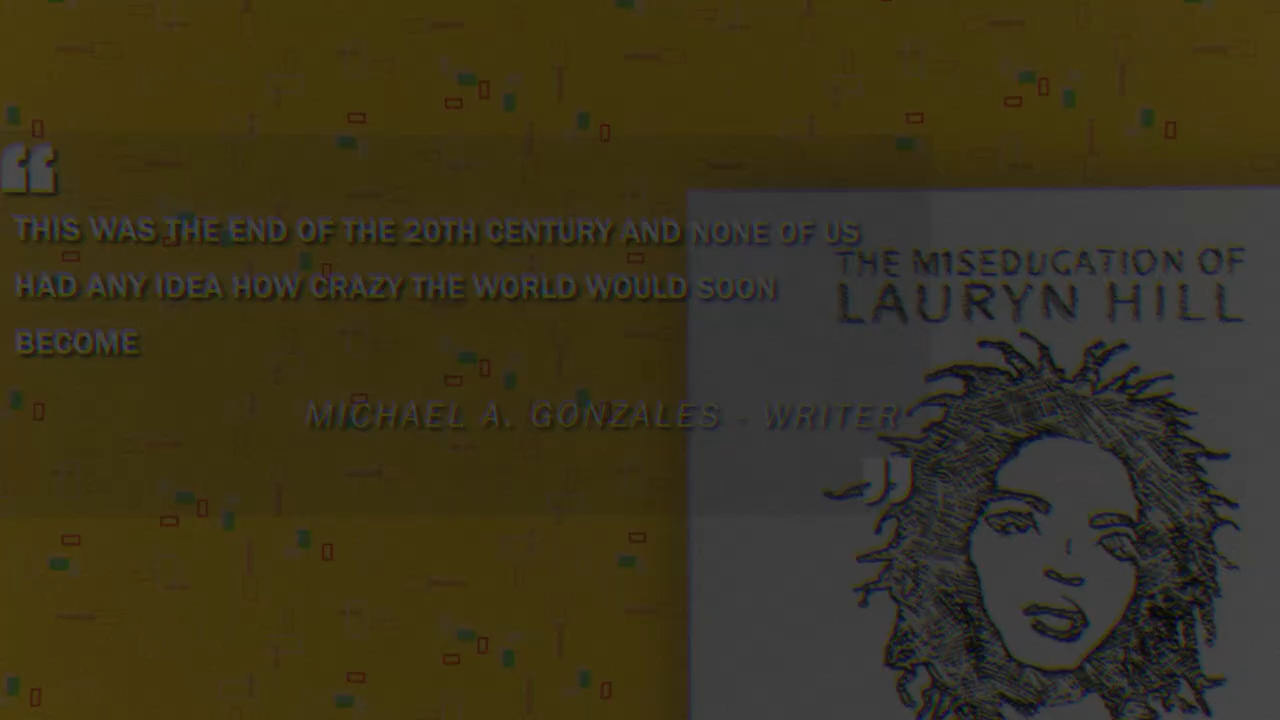 “
THIS WAS THE END OF THE 20TH CENTURY AND NONE OF US
HAD ANY IDEA HOW CRAZY THE WORLD WOULD SOON
BECOME
MICHAEL A. GONZALES - WRITER
”
THE MISEDUCATION OF
LAURYN HILL